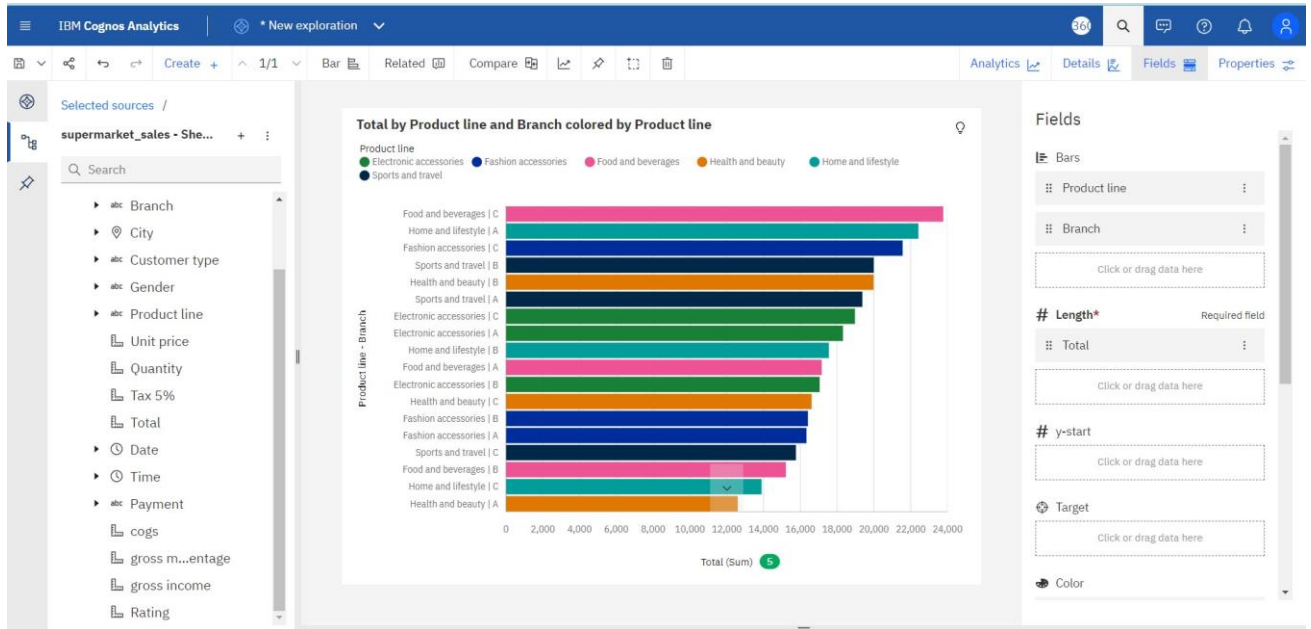 IBM Cognos Analytics
* New exploration
360
Create +
1/1
Bar
Related
Compare
Analytics
Details
Fields
Properties
Selected sources /
supermarket_sales - She...
Search
abc Branch
City
abc Customer type
abc Gender
abc Product line
Unit price
Quantity
Tax 5%
Total
Date
Time
abc Payment
cogs
gross m...entage
gross income
Rating
Total by Product line and Branch colored by Product line
Product line
Electronic accessories
Fashion accessories
Food and beverages
Health and beauty
Home and lifestyle
Sports and travel
Product line - Branch
Food and beverages | C
Home and lifestyle | A
Fashion accessories | C
Sports and travel | B
Health and beauty | B
Sports and travel | A
Electronic accessories | C
Electronic accessories | A
Home and lifestyle | B
Food and beverages | A
Electronic accessories | B
Health and beauty | C
Fashion accessories | B
Fashion accessories | A
Sports and travel | C
Food and beverages | B
Home and lifestyle | C
Health and beauty | A
0 2,000 4,000 6,000 8,000 10,000 12,000 14,000 16,000 18,000 20,000 22,000 24,000
Total (Sum) 5
Fields
Bars
Product line
Branch
Click or drag data here
# Length* Required field
Total
Click or drag data here
# y-start
Click or drag data here
Target
Click or drag data here
Color